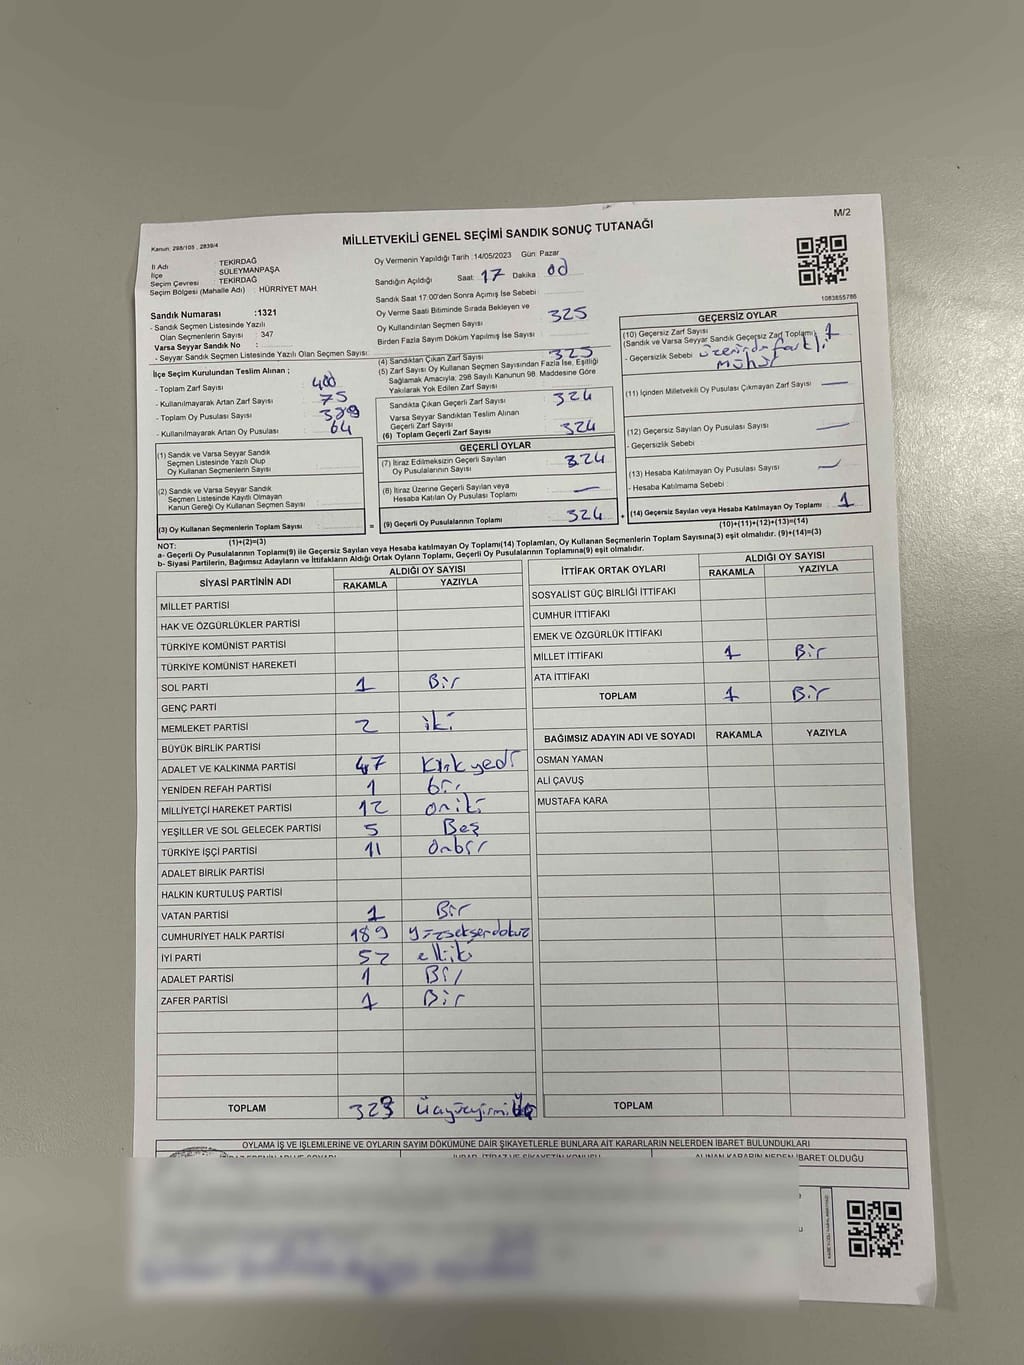 M/2
MİLLETVEKİLİ GENEL SEÇİMİ SANDIK SONUÇ TUTANAĞI
Kanun: 298/105 , 2839/4
İl Adı : TEKİRDAĞ
İlçe : SÜLEYMANPAŞA
Seçim Çevresi : TEKİRDAĞ
Seçim Bölgesi (Mahalle Adı) : HÜRRİYET MAH
Sandık Numarası :1321
- Sandık Seçmen Listesinde Yazılı
Olan Seçmenlerin Sayısı : 347
Varsa Seyyar Sandık No :
- Seyyar Sandık Seçmen Listesinde Yazılı Olan Seçmen Sayısı:
İlçe Seçim Kurulundan Teslim Alınan ;
- Toplam Zarf Sayısı 400
- Kullanılmayarak Artan Zarf Sayısı 75
- Toplam Oy Pusulası Sayısı 389
- Kullanılmayarak Artan Oy Pusulası 64
(1) Sandık ve Varsa Seyyar Sandık
Seçmen Listesinde Yazılı Olup
Oy Kullanan Seçmenlerin Sayısı
(2) Sandık ve Varsa Seyyar Sandık
Seçmen Listesinde Kayıtlı Olmayan
Kanun Gereği Oy Kullanan Seçmen Sayısı
(3) Oy Kullanan Seçmenlerin Toplam Sayısı
(1)+(2)=(3)
Oy Vermenin Yapıldığı Tarih :14/05/2023 Gün: Pazar
Sandığın Açıldığı Saat: 17 Dakika 00
Sandık Saat 17:00'den Sonra Açımış İse Sebebi
Oy Verme Saati Bitiminde Sırada Bekleyen ve
Oy Kullandırılan Seçmen Sayısı 325
Birden Fazla Sayım Döküm Yapılmış İse Sayısı:
(4) Sandıktan Çıkan Zarf Sayısı 325
(5) Zarf Sayısı Oy Kullanan Seçmen Sayısından Fazla İse, Eşitliği
Sağlamak Amacıyla; 298 Sayılı Kanunun 98. Maddesine Göre
Yakılarak Yok Edilen Zarf Sayısı
Sandıkta Çıkan Geçerli Zarf Sayısı 324
Varsa Seyyar Sandıktan Teslim Alınan
Geçerli Zarf Sayısı
(6) Toplam Geçerli Zarf Sayısı 324
GEÇERLİ OYLAR
(7) İtiraz Edilmeksizin Geçerli Sayılan
Oy Pusulalarının Sayısı 324
(8) İtiraz Üzerine Geçerli Sayılan veya
Hesaba Katılan Oy Pusulası Toplamı —
= (9) Geçerli Oy Pusulalarının Toplamı 324 +
1083855786
GEÇERSİZ OYLAR
(10) Geçersiz Zarf Sayısı
(Sandık ve Varsa Seyyar Sandık Geçersiz Zarf Toplamı) 1
- Geçersizlik Sebebi üzerinde farklı
mühür
(11) İçinden Milletvekili Oy Pusulası Çıkmayan Zarf Sayısı —
(12) Geçersiz Sayılan Oy Pusulası Sayısı —
- Geçersizlik Sebebi
(13) Hesaba Katılmayan Oy Pusulası Sayısı —
- Hesaba Katılmama Sebebi
(14) Geçersiz Sayılan veya Hesaba Katılmayan Oy Toplamı 1
(10)+(11)+(12)+(13)=(14)
NOT:
a- Geçerli Oy Pusulalarının Toplamı(9) ile Geçersiz Sayılan veya Hesaba katılmayan Oy Toplamı(14) Toplamları, Oy Kullanan Seçmenlerin Toplam Sayısına(3) eşit olmalıdır. (9)+(14)=(3)
b- Siyasi Partilerin, Bağımsız Adayların ve İttifakların Aldığı Ortak Oyların Toplamı, Geçerli Oy Pusulalarının Toplamına(9) eşit olmalıdır.
SİYASİ PARTİNİN ADI ALDIĞI OY SAYISI
RAKAMLA YAZIYLA
MİLLET PARTİSİ
HAK VE ÖZGÜRLÜKLER PARTİSİ
TÜRKİYE KOMÜNİST PARTİSİ
TÜRKİYE KOMÜNİST HAREKETİ
SOL PARTİ 1 Bir
GENÇ PARTİ
MEMLEKET PARTİSİ 2 iki
BÜYÜK BİRLİK PARTİSİ
ADALET VE KALKINMA PARTİSİ 47 Kırkyedi
YENİDEN REFAH PARTİSİ 1 bir
MİLLİYETÇİ HAREKET PARTİSİ 12 oniki
YEŞİLLER VE SOL GELECEK PARTİSİ 5 Beş
TÜRKİYE İŞÇİ PARTİSİ 11 Onbir
ADALET BİRLİK PARTİSİ
HALKIN KURTULUŞ PARTİSİ
VATAN PARTİSİ 1 Bir
CUMHURİYET HALK PARTİSİ 189 yüzseksendokuz
İYİ PARTİ 52 elliiki
ADALET PARTİSİ 1 Bir
ZAFER PARTİSİ 1 Bir
TOPLAM 323 Üçyüzyirmiüç
İTTİFAK ORTAK OYLARI ALDIĞI OY SAYISI
RAKAMLA YAZIYLA
SOSYALİST GÜÇ BİRLİĞİ İTTİFAKI
CUMHUR İTTİFAKI
EMEK VE ÖZGÜRLÜK İTTİFAKI
MİLLET İTTİFAKI 1 Bir
ATA İTTİFAKI
TOPLAM 1 Bir
BAĞIMSIZ ADAYIN ADI VE SOYADI RAKAMLA YAZIYLA
OSMAN YAMAN
ALİ ÇAVUŞ
MUSTAFA KARA
TOPLAM
OYLAMA İŞ VE İŞLEMLERİNE VE OYLARIN SAYIM DÖKÜMÜNE DAİR ŞİKAYETLERLE BUNLARA AİT KARARLARIN NELERDEN İBARET BULUNDUKLARI
ALINAN KARARIN NEDEN İBARET OLDUĞU